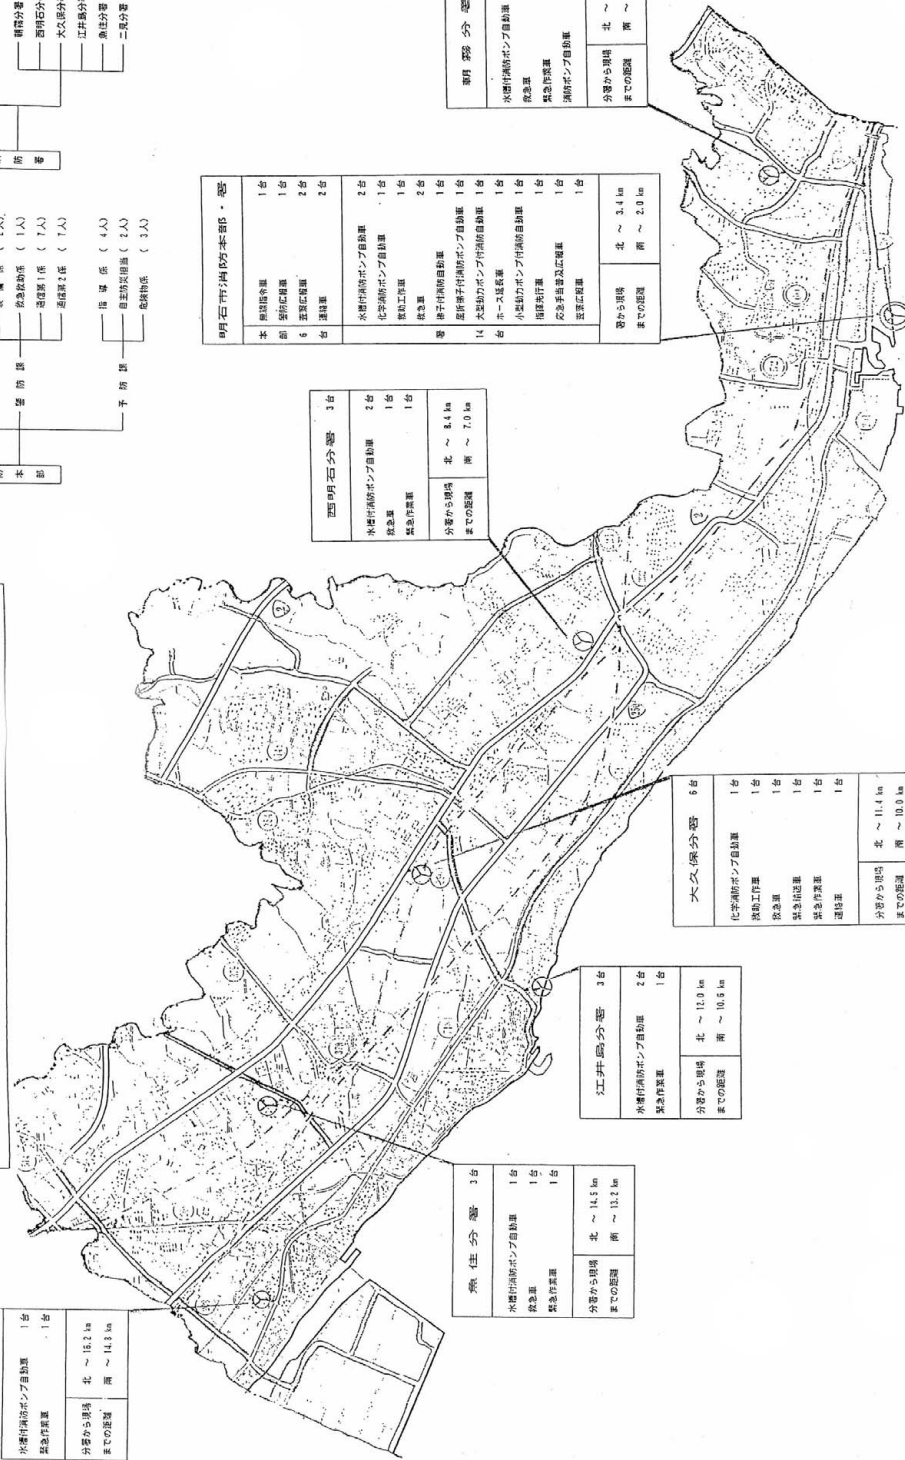 朝霧分署
西明石分署
大久保分
江井島分
魚住分署
二見分署
防
署
救急救助係 ( 1人)
通信第1係 ( 7人)
通信第2係 ( 7人)
警防課
指導係 ( 4人)
自主防災担当 ( 2人)
危険物係 ( 3人)
予防課
本
部
朝霧分署
水槽付消防ポンプ自動車
救急車
緊急作業車
消防ポンプ自動車
分署から現場 北 ~
までの距離 南 ~
明石市消防本部・署
本部 6台
無線指令車 1台
警防広報車 1台
査察広報車 2台
連絡車 2台
署 14台
水槽付消防ポンプ自動車 2台
化学消防ポンプ自動車 1台
救助工作車 1台
救急車 2台
梯子付消防自動車 1台
屈折梯子付消防ポンプ自動車 1台
大型動力ポンプ付消防自動車 1台
ホース延長車 1台
小型動力ポンプ付消防自動車 1台
指揮先行車 1台
応急手当普及広報車 1台
査察広報車 1台
署から現場 北 ~ 3.4 km
までの距離 南 ~ 2.0 km
西明石分署 3台
水槽付消防ポンプ自動車 2台
救急車 1台
緊急作業車 1台
分署から現場 北 ~ 8.4 km
までの距離 南 ~ 7.0 km
2
2
大久保分署 6台
化学消防ポンプ自動車 1台
救助工作車 1台
救急車 1台
緊急輸送車 1台
緊急作業車 1台
連絡車 1台
分署から現場 北 ~ 11.4 km
までの距離 南 ~ 10.0 km
江井島分署 3台
水槽付消防ポンプ自動車 2台
緊急作業車 1台
分署から現場 北 ~ 12.0 km
までの距離 南 ~ 10.6 km
魚住分署 3台
水槽付消防ポンプ自動車 1台
救急車 1台
緊急作業車 1台
分署から現場 北 ~ 14.5 km
までの距離 南 ~ 13.2 km
水槽付消防ポンプ自動車 1台
緊急作業車 1台
分署から現場 北 ~ 16.2 km
までの距離 南 ~ 14.8 km